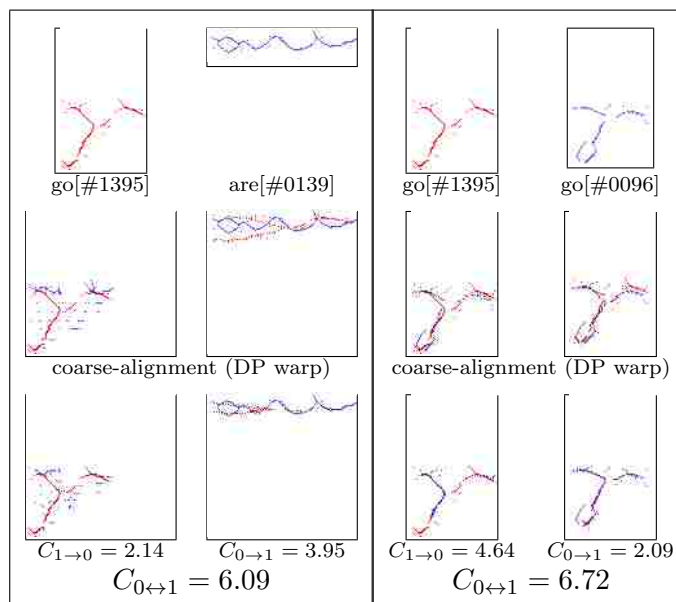 go[#1395] are[#0139]
coarse-alignment (DP warp)
C1→0 = 2.14 C0→1 = 3.95
C0↔1 = 6.09
go[#1395] go[#0096]
coarse-alignment (DP warp)
C1→0 = 4.64 C0→1 = 2.09
C0↔1 = 6.72